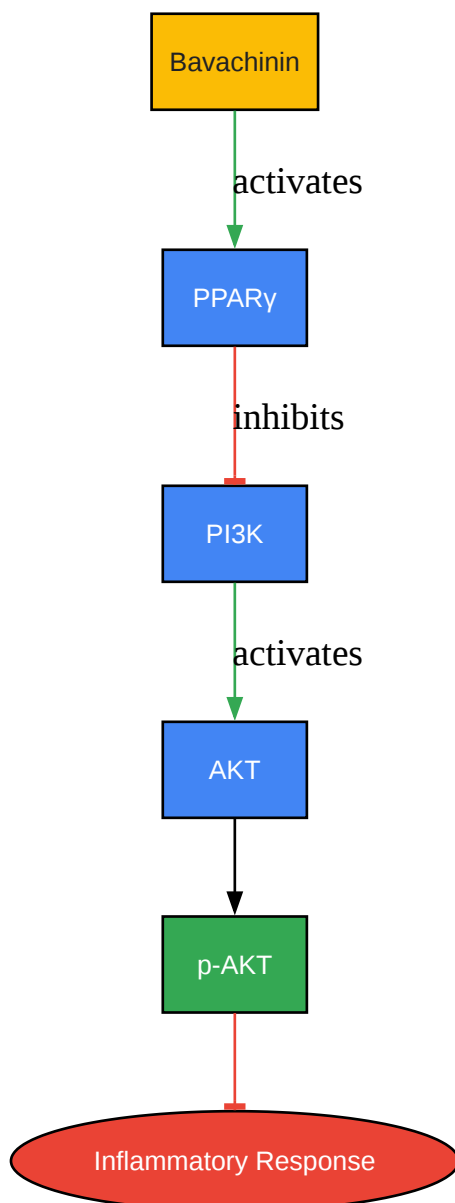 Bavachinin
activates
PPARγ
inhibits
PI3K
activates
AKT
p-AKT
Inflammatory Response